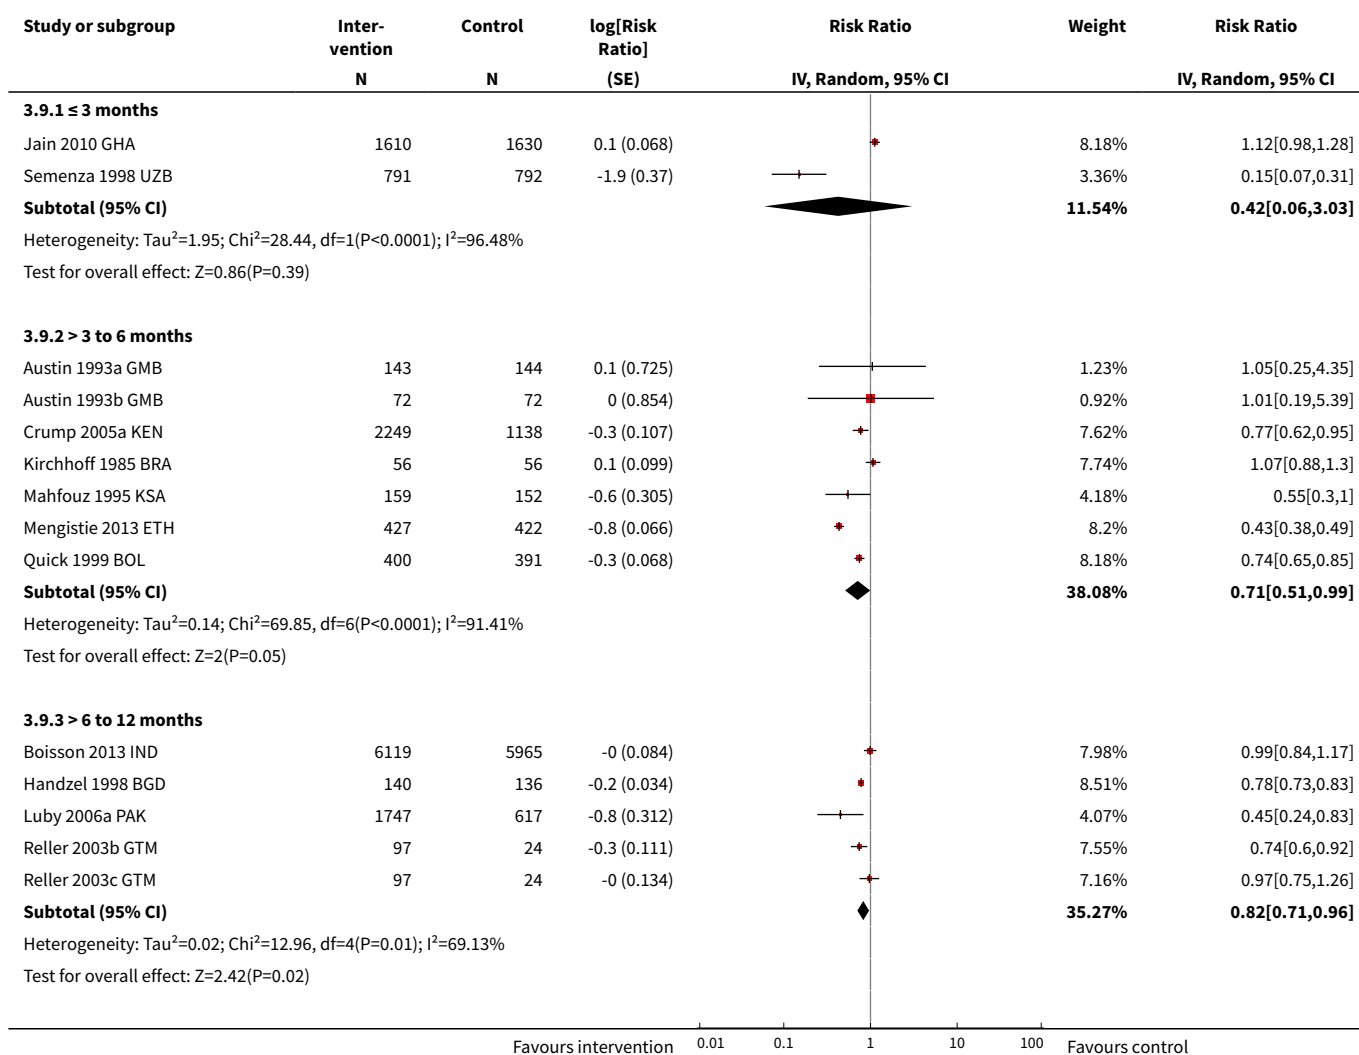 Study or subgroup Inter- Control log[Risk Risk Ratio Weight Risk Ratio
vention Ratio]
N N (SE) IV, Random, 95% CI IV, Random, 95% CI
3.9.1 ≤ 3 months
Jain 2010 GHA 1610 1630 0.1 (0.068) 8.18% 1.12[0.98,1.28]
Semenza 1998 UZB 791 792 -1.9 (0.37) 3.36% 0.15[0.07,0.31]
Subtotal (95% CI) 11.54% 0.42[0.06,3.03]
Heterogeneity: Tau²=1.95; Chi²=28.44, df=1(P<0.0001); I²=96.48%
Test for overall effect: Z=0.86(P=0.39)
3.9.2 > 3 to 6 months
Austin 1993a GMB 143 144 0.1 (0.725) 1.23% 1.05[0.25,4.35]
Austin 1993b GMB 72 72 0 (0.854) 0.92% 1.01[0.19,5.39]
Crump 2005a KEN 2249 1138 -0.3 (0.107) 7.62% 0.77[0.62,0.95]
Kirchhoff 1985 BRA 56 56 0.1 (0.099) 7.74% 1.07[0.88,1.3]
Mahfouz 1995 KSA 159 152 -0.6 (0.305) 4.18% 0.55[0.3,1]
Mengistie 2013 ETH 427 422 -0.8 (0.066) 8.2% 0.43[0.38,0.49]
Quick 1999 BOL 400 391 -0.3 (0.068) 8.18% 0.74[0.65,0.85]
Subtotal (95% CI) 38.08% 0.71[0.51,0.99]
Heterogeneity: Tau²=0.14; Chi²=69.85, df=6(P<0.0001); I²=91.41%
Test for overall effect: Z=2(P=0.05)
3.9.3 > 6 to 12 months
Boisson 2013 IND 6119 5965 -0 (0.084) 7.98% 0.99[0.84,1.17]
Handzel 1998 BGD 140 136 -0.2 (0.034) 8.51% 0.78[0.73,0.83]
Luby 2006a PAK 1747 617 -0.8 (0.312) 4.07% 0.45[0.24,0.83]
Reller 2003b GTM 97 24 -0.3 (0.111) 7.55% 0.74[0.6,0.92]
Reller 2003c GTM 97 24 -0 (0.134) 7.16% 0.97[0.75,1.26]
Subtotal (95% CI) 35.27% 0.82[0.71,0.96]
Heterogeneity: Tau²=0.02; Chi²=12.96, df=4(P=0.01); I²=69.13%
Test for overall effect: Z=2.42(P=0.02)
Favours intervention 0.01 0.1 1 10 100 Favours control